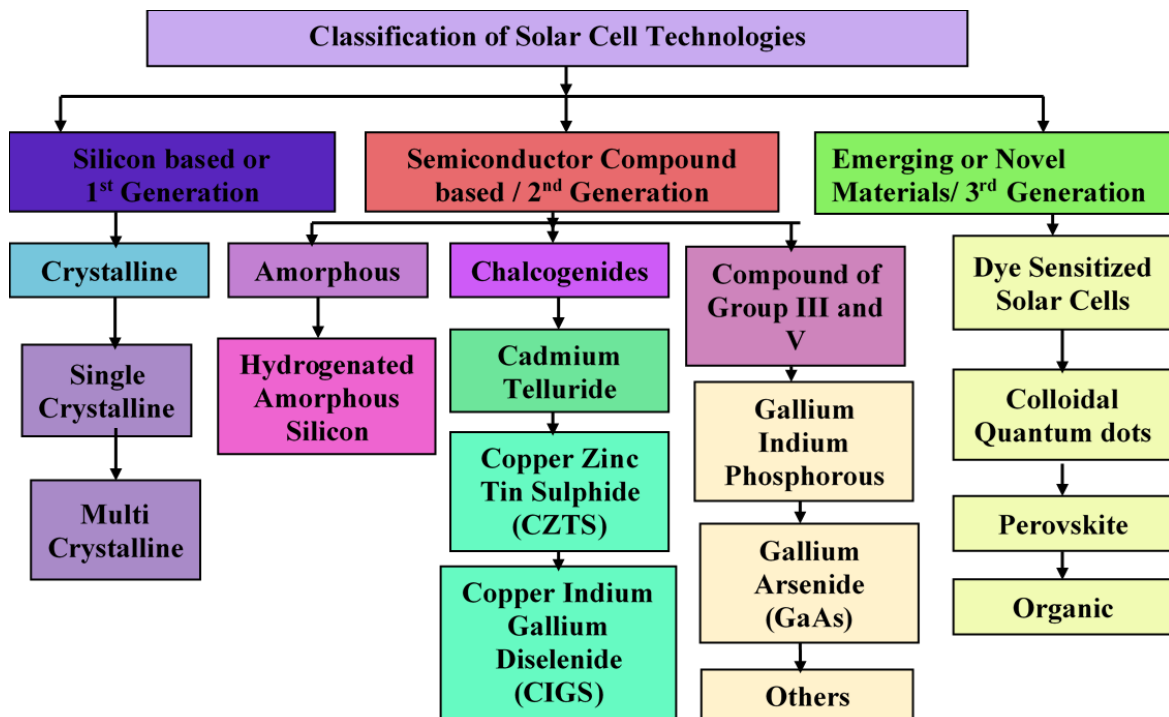 Classification of Solar Cell Technologies
Silicon based or
1st Generation
Semiconductor Compound
based / 2nd Generation
Emerging or Novel
Materials/ 3rd Generation
Crystalline
Single
Crystalline
Multi
Crystalline
Amorphous
Hydrogenated
Amorphous
Silicon
Chalcogenides
Cadmium
Telluride
Copper Zinc
Tin Sulphide
(CZTS)
Copper Indium
Gallium
Diselenide
(CIGS)
Compound of
Group III and
V
Gallium
Indium
Phosphorous
Gallium
Arsenide
(GaAs)
Others
Dye Sensitized
Solar Cells
Colloidal
Quantum dots
Perovskite
Organic